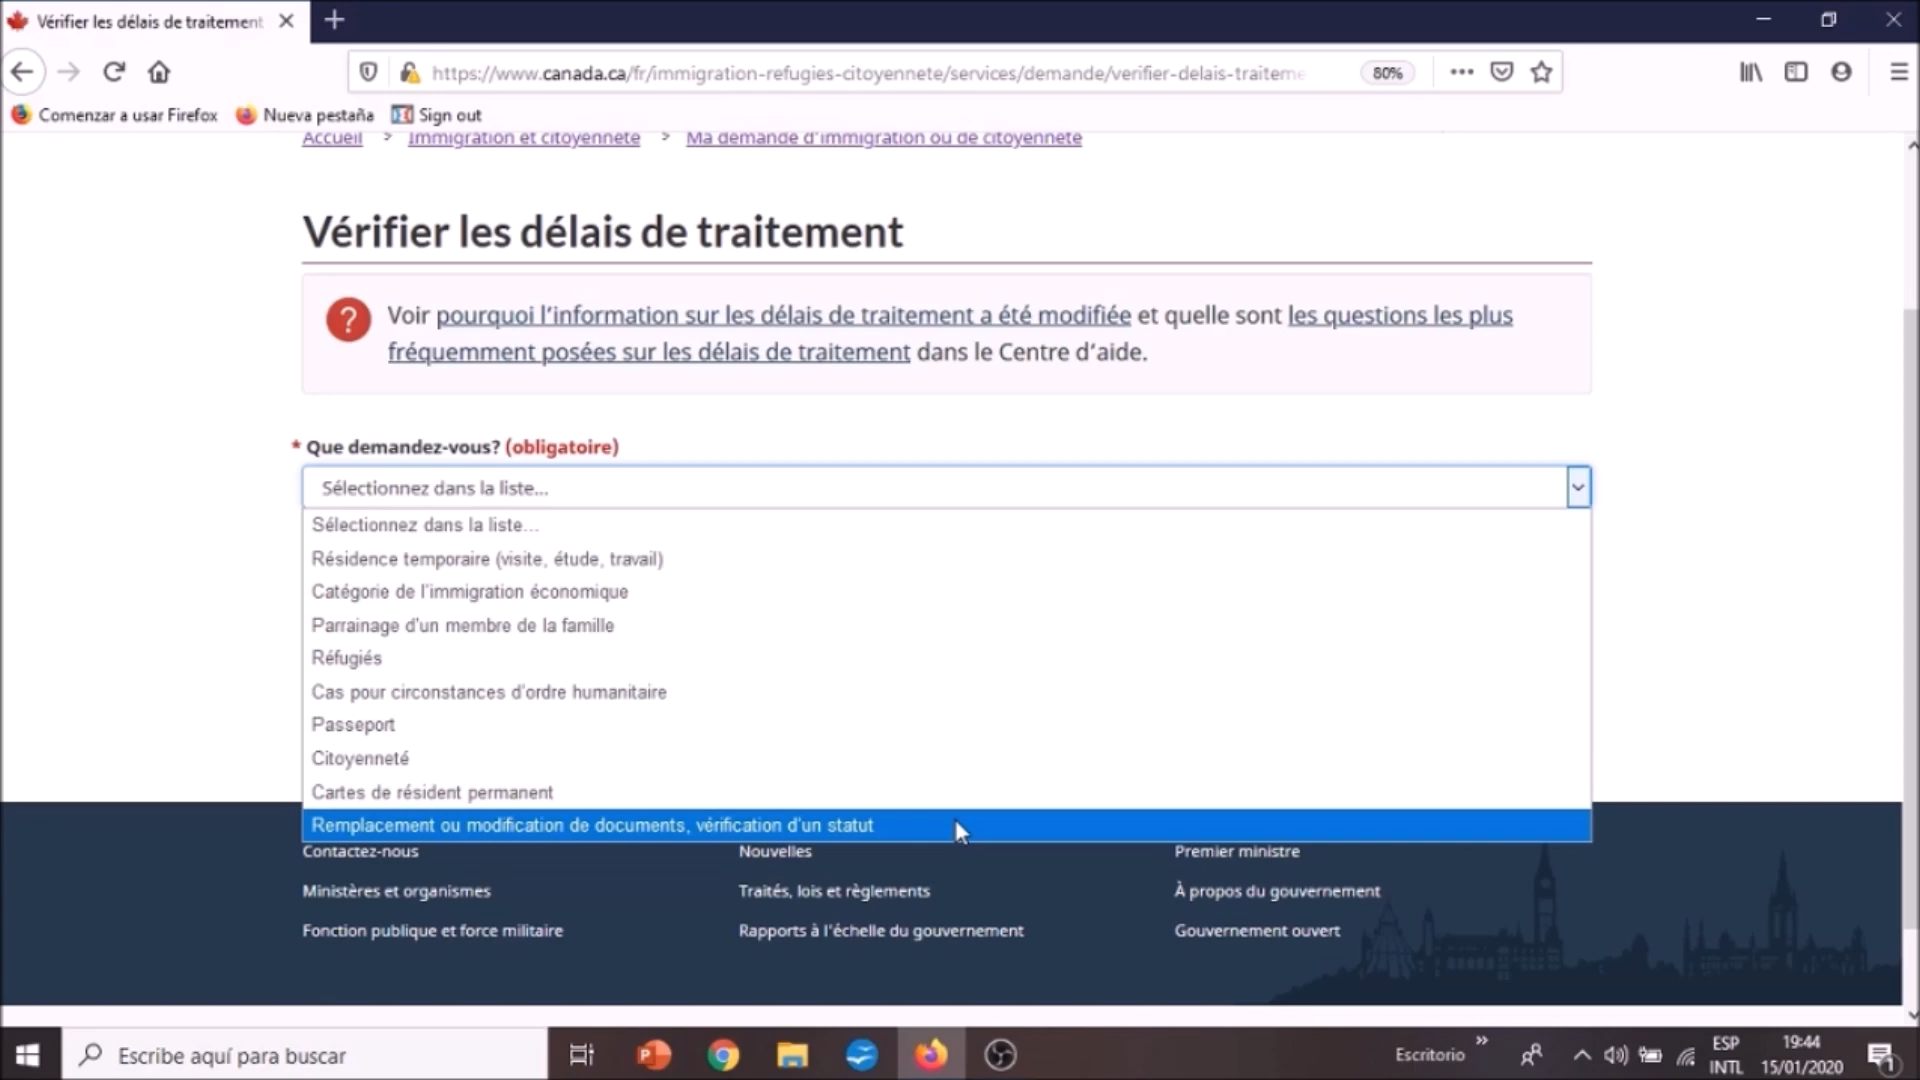 Vérifier les délais de traitement
https://www.canada.ca/fr/immigration-refugies-citoyennete/services/demande/verifier-delais-traiteme
80%
Comenzar a usar Firefox
Nueva pestaña
Sign out
Accueil > Immigration et citoyenneté > Ma demande d'immigration ou de citoyenneté
Vérifier les délais de traitement
? Voir pourquoi l'information sur les délais de traitement a été modifiée et quelle sont les questions les plus
fréquemment posées sur les délais de traitement dans le Centre d'aide.
* Que demandez-vous? (obligatoire)
Sélectionnez dans la liste...
Sélectionnez dans la liste...
Résidence temporaire (visite, étude, travail)
Catégorie de l'immigration économique
Parrainage d'un membre de la famille
Réfugiés
Cas pour circonstances d'ordre humanitaire
Passeport
Citoyenneté
Cartes de résident permanent
Remplacement ou modification de documents, vérification d'un statut
Contactez-nous
Nouvelles
Premier ministre
Ministères et organismes
Traités, lois et règlements
À propos du gouvernement
Fonction publique et force militaire
Rapports à l'échelle du gouvernement
Gouvernement ouvert
Escribe aquí para buscar
Escritorio
ESP
INTL
19:44
15/01/2020
1